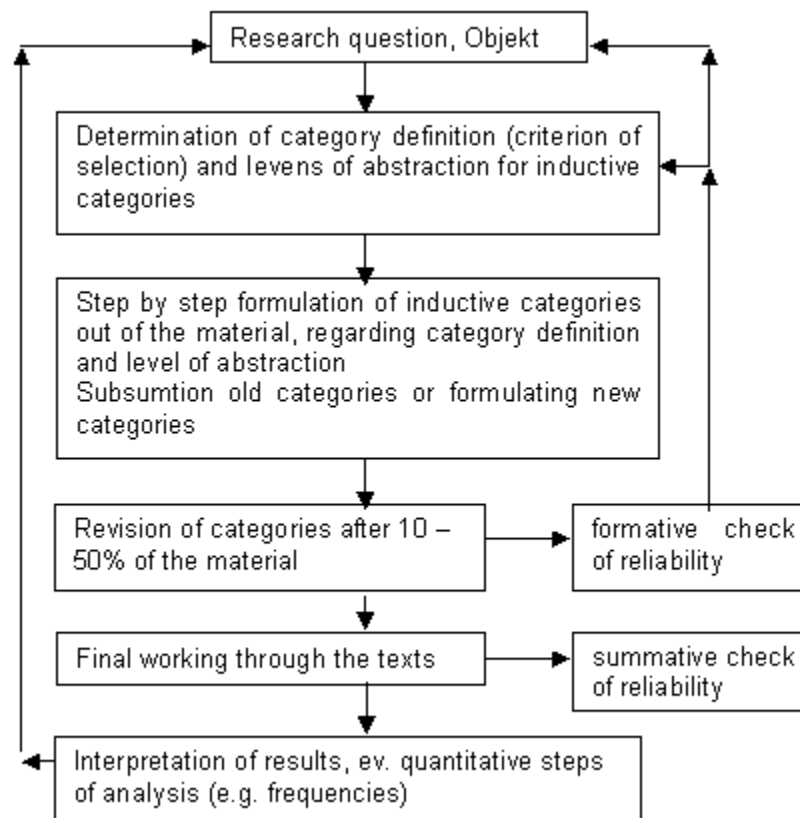 Research question, Objekt
Determination of category definition (criterion of
selection) and levens of abstraction for inductive
categories
Step by step formulation of inductive categories
out of the material, regarding category definition
and level of abstraction
Subsumtion old categories or formulating new
categories
Revision of categories after 10 –
50% of the material
formative check
of reliability
Final working through the texts
summative check
of reliability
Interpretation of results, ev. quantitative steps
of analysis (e.g. frequencies)